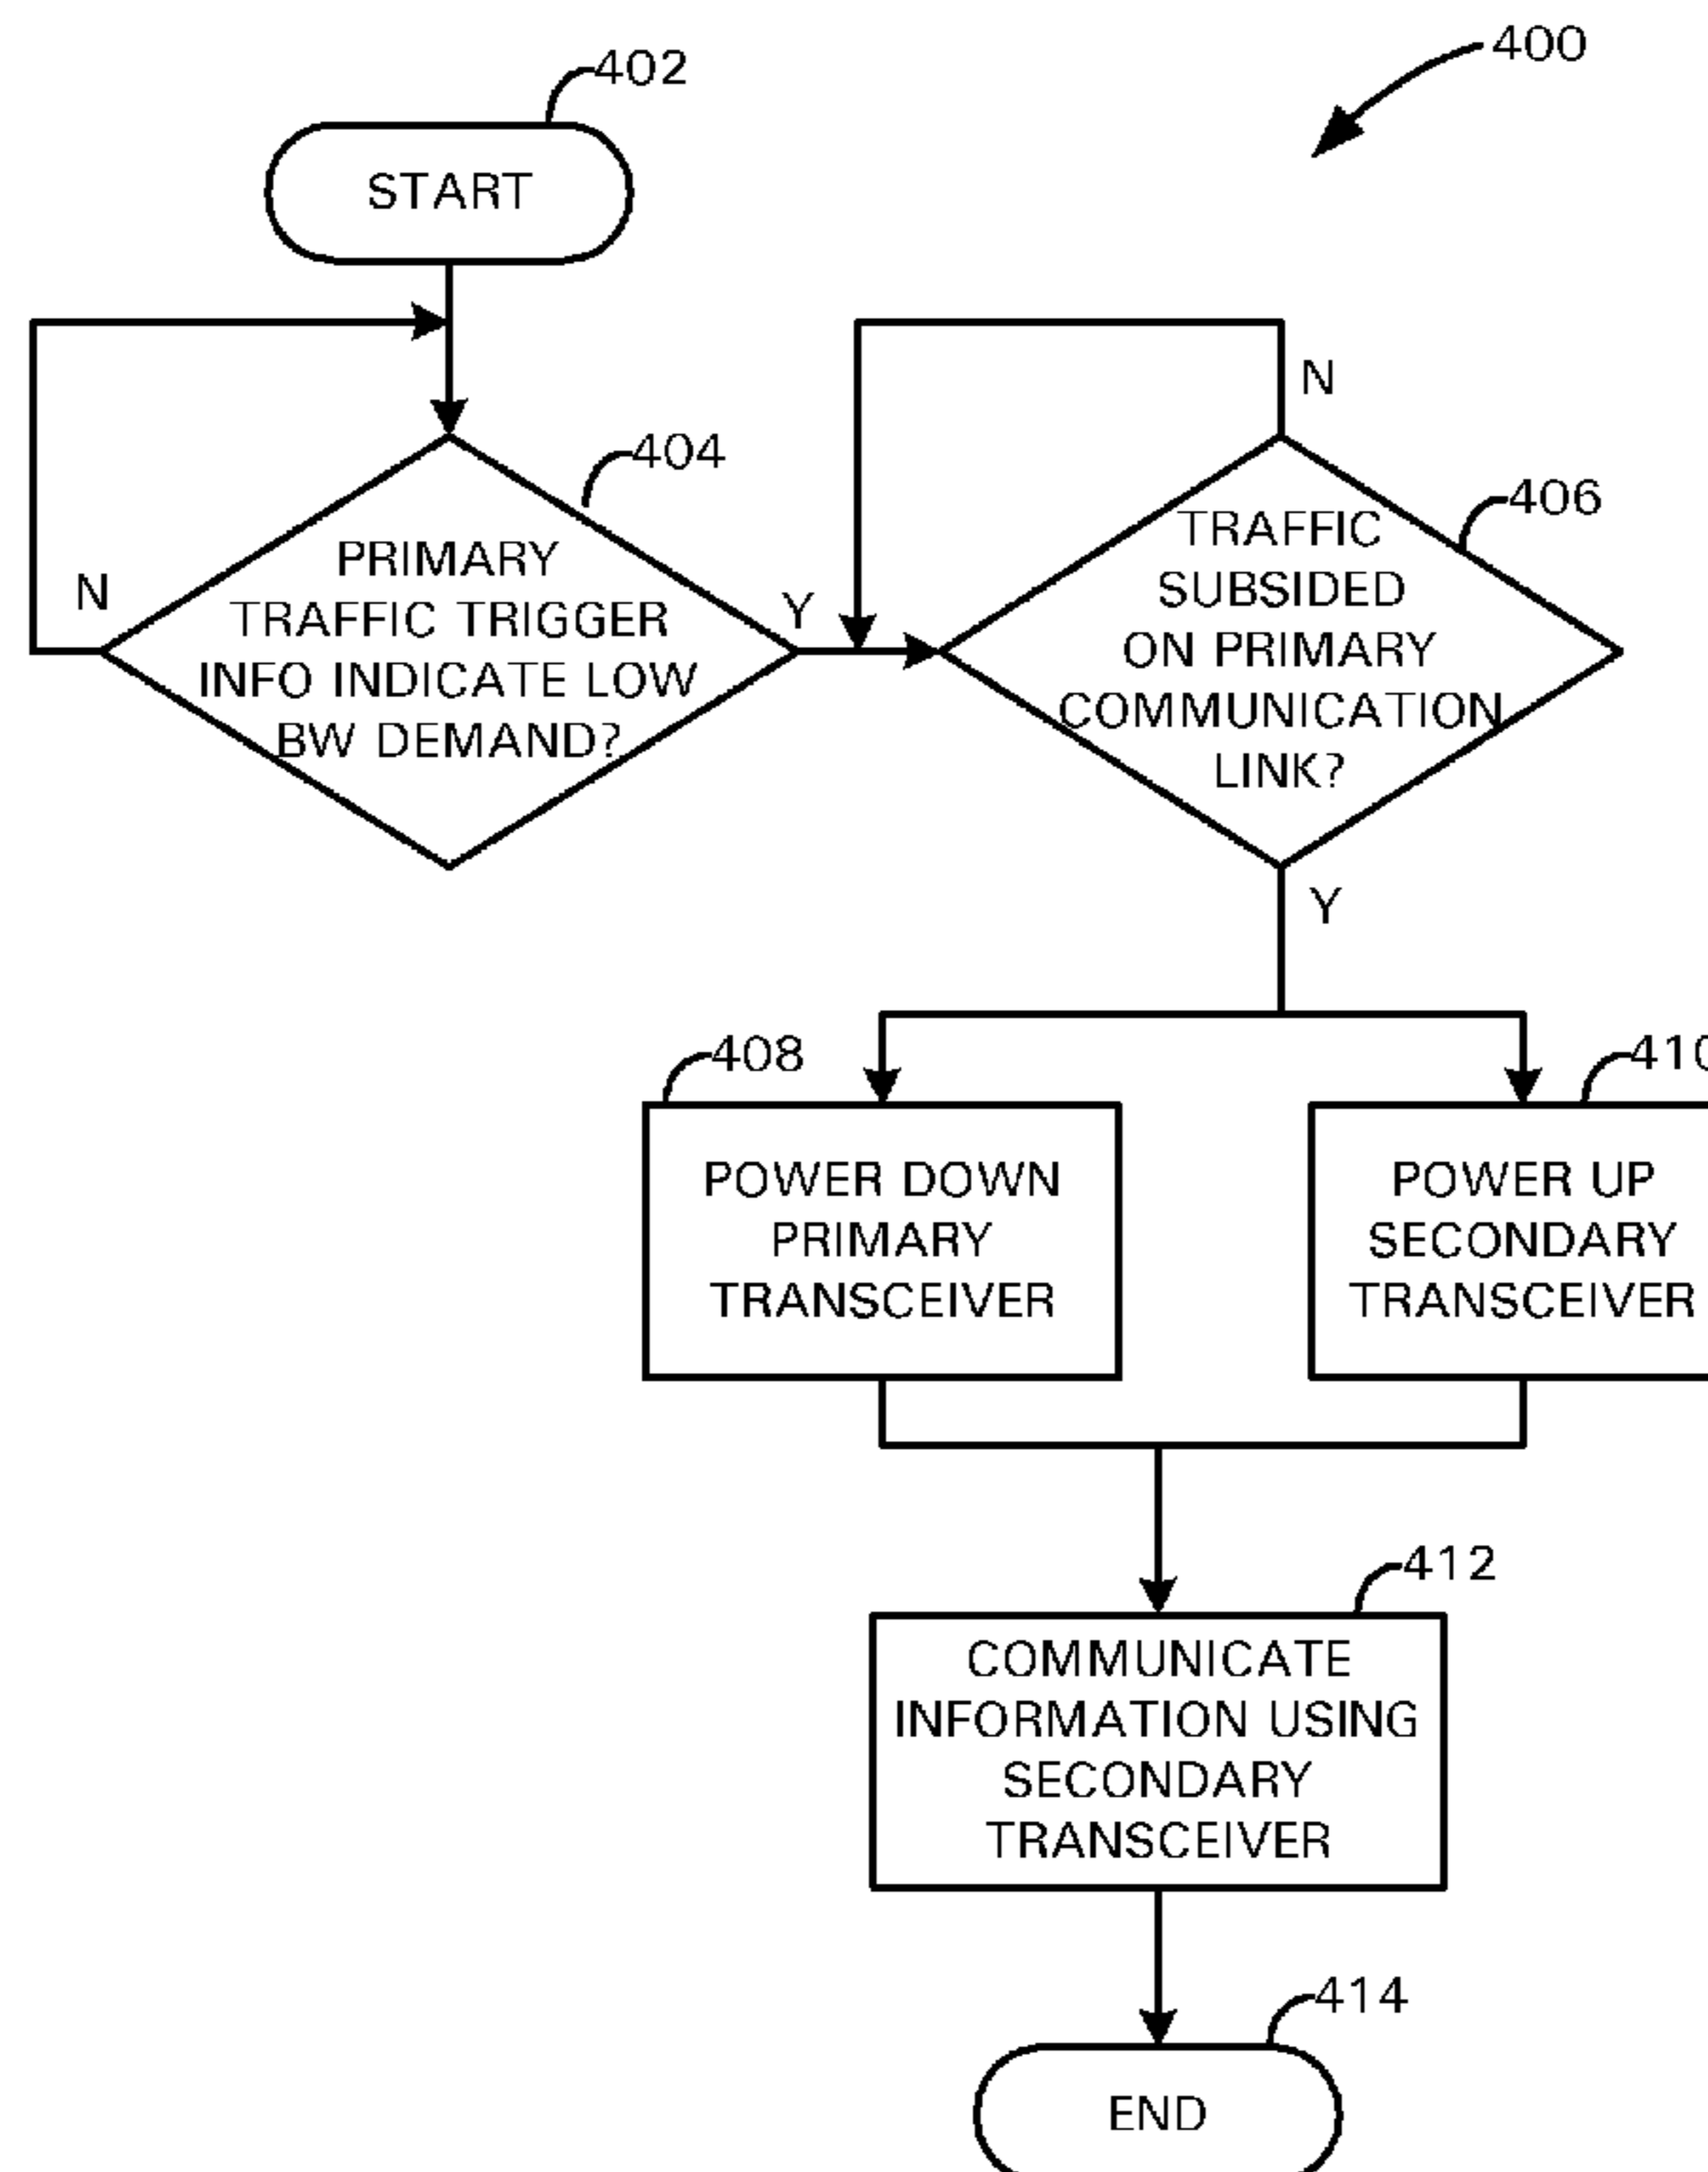 400
402
START
404
PRIMARY
TRAFFIC TRIGGER
INFO INDICATE LOW
BW DEMAND?
N
Y
406
TRAFFIC
SUBSIDED
ON PRIMARY
COMMUNICATION
LINK?
N
Y
408
POWER DOWN
PRIMARY
TRANSCEIVER
410
POWER UP
SECONDARY
TRANSCEIVER
412
COMMUNICATE
INFORMATION USING
SECONDARY
TRANSCEIVER
414
END